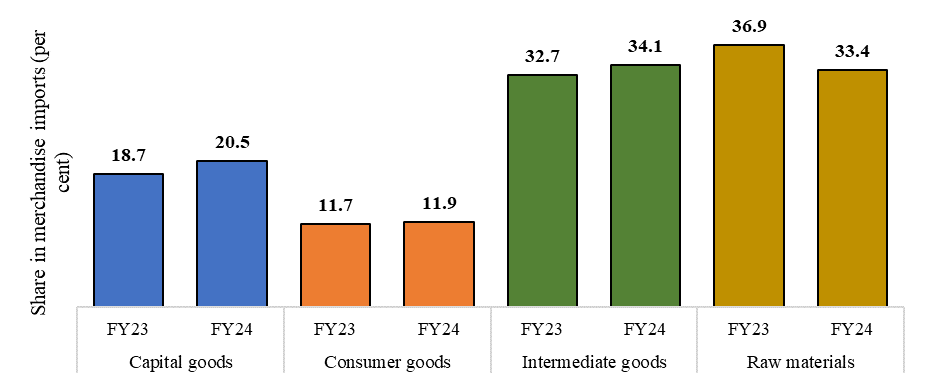 Share in merchandise imports (per
cent)
18.7
20.5
11.7
11.9
32.7
34.1
36.9
33.4
FY23
FY24
FY23
FY24
FY23
FY24
FY23
FY24
Capital goods
Consumer goods
Intermediate goods
Raw materials